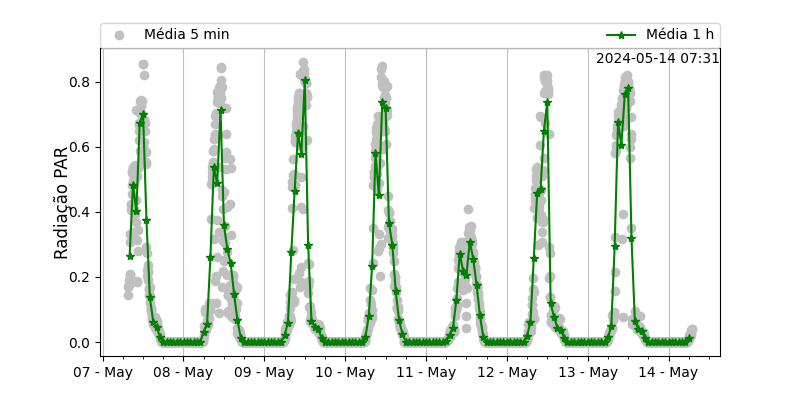 Média 5 min
Média 1 h
2024-05-14 07:31
Radiação PAR
0.8
0.6
0.4
0.2
0.0
07 - May
08 - May
09 - May
10 - May
11 - May
12 - May
13 - May
14 - May